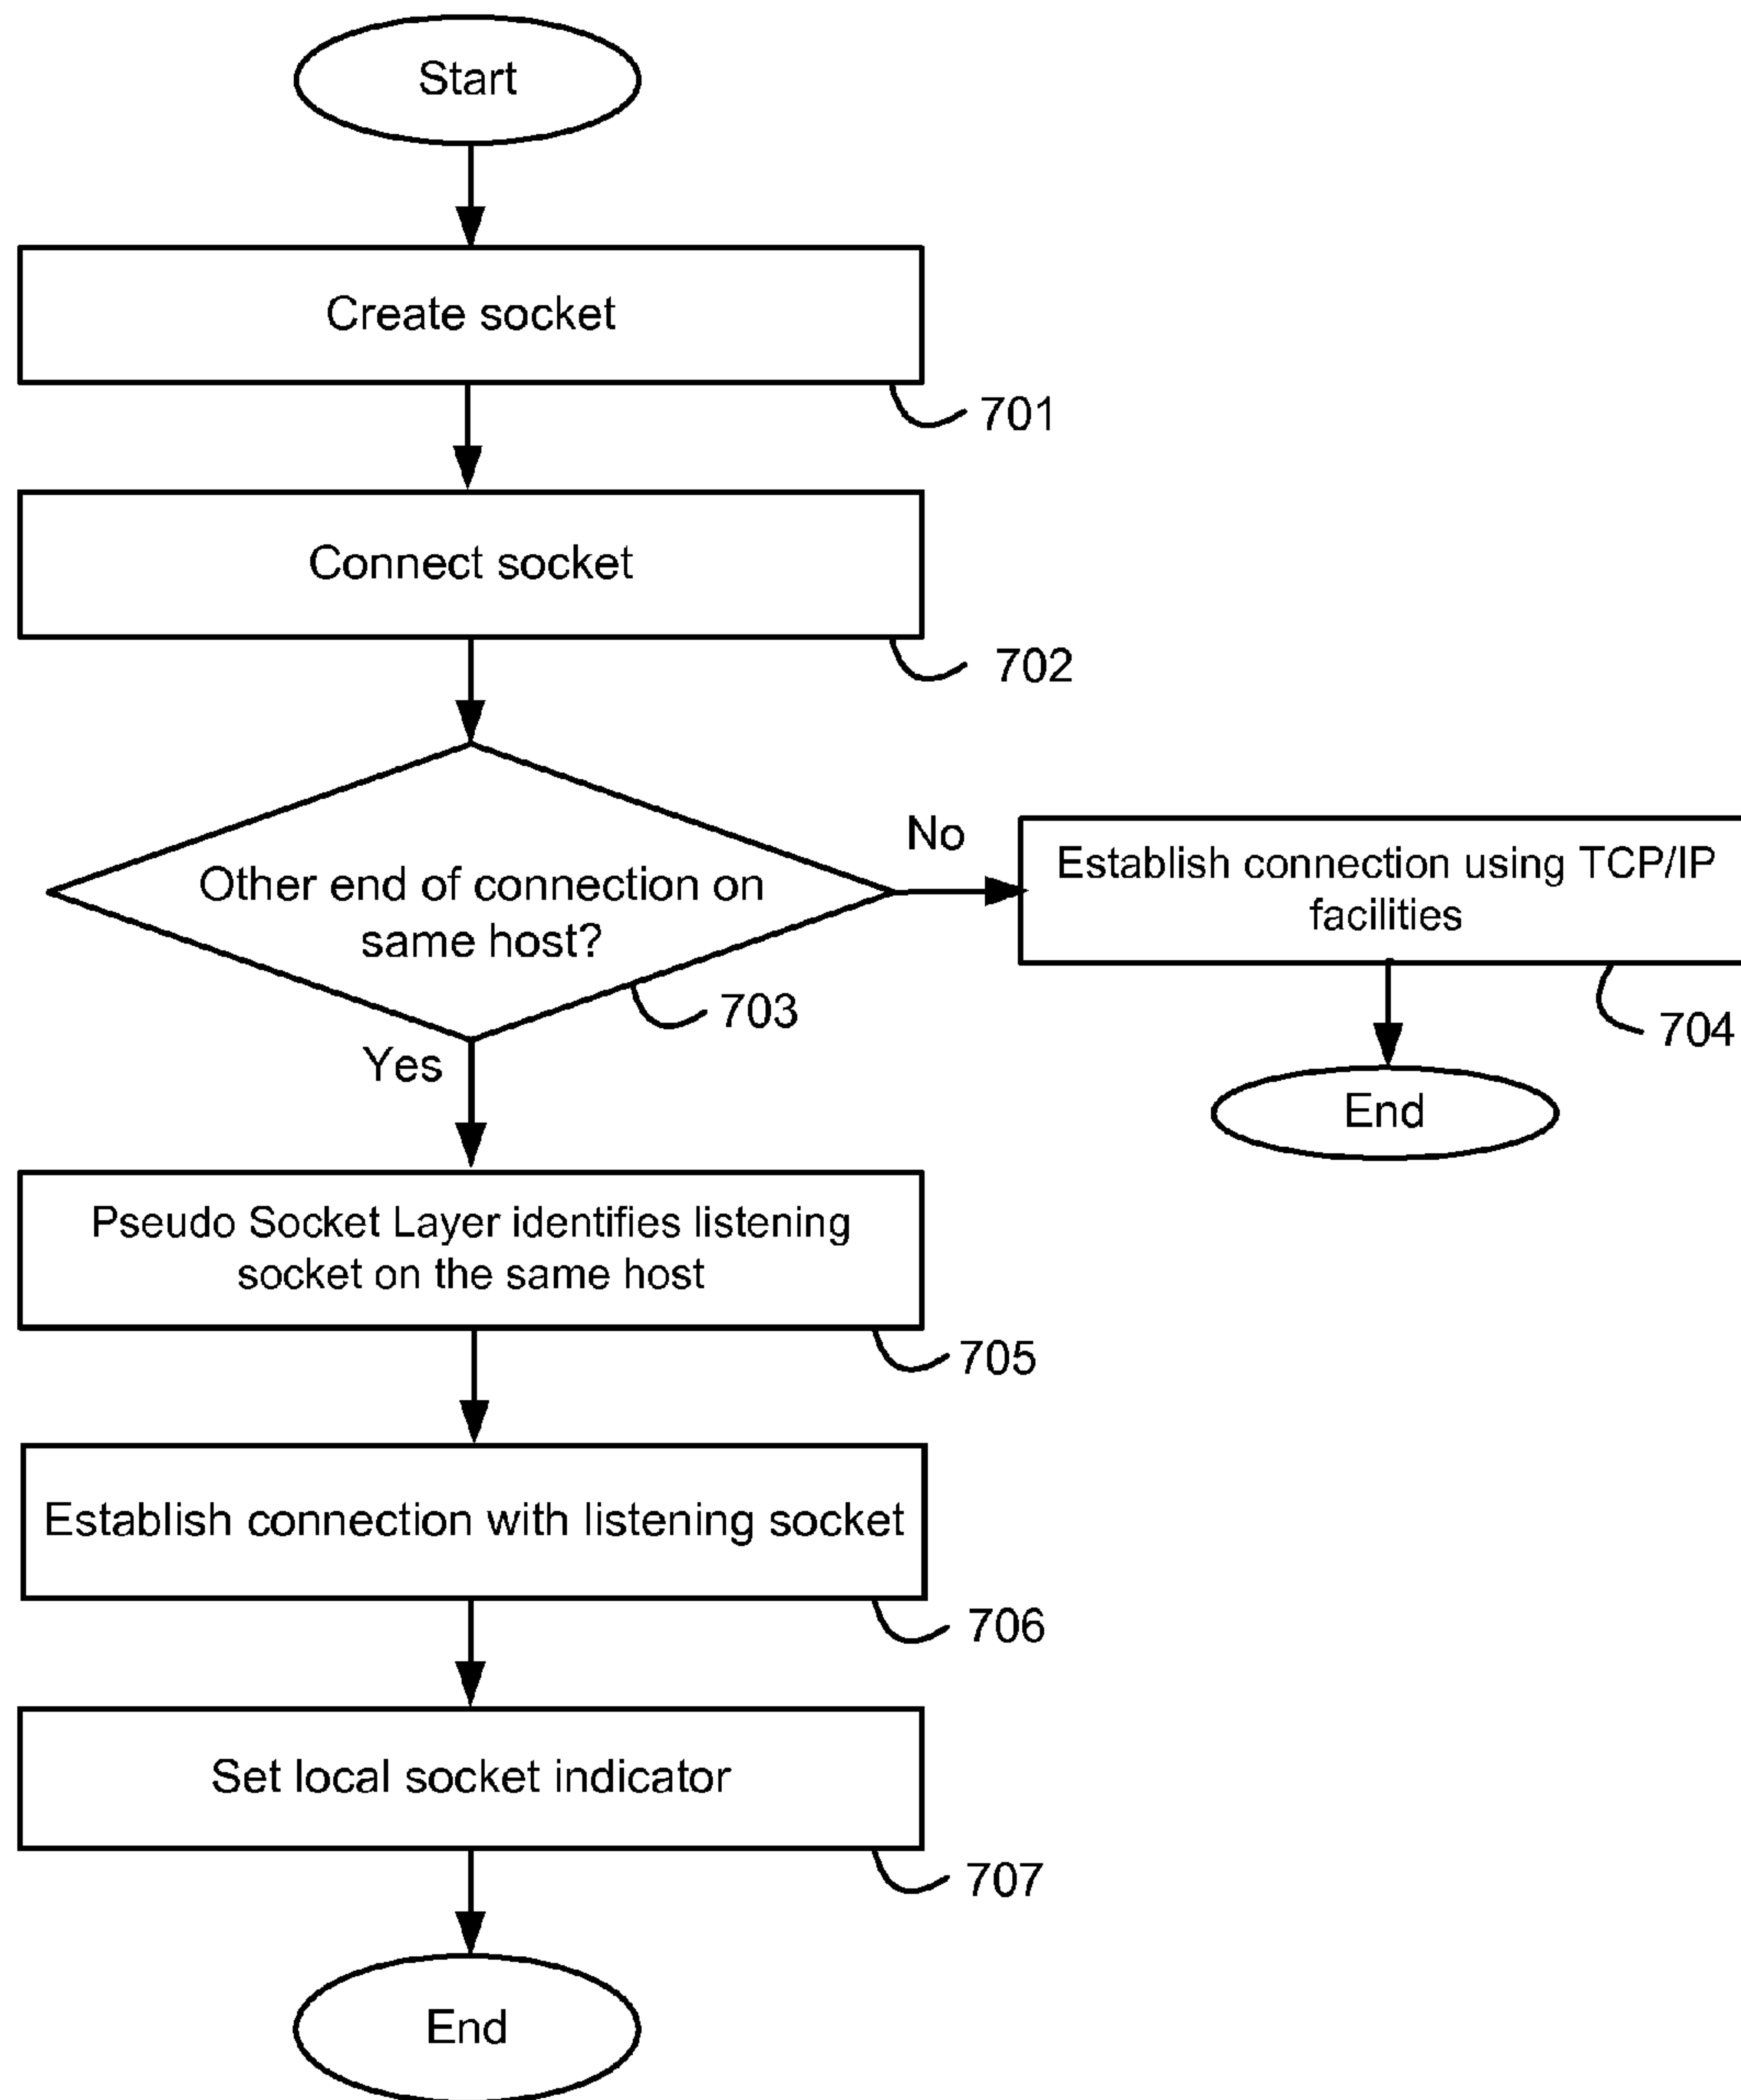 Start
Create socket
701
Connect socket
702
Other end of connection on
same host?
703
No
Establish connection using TCP/IP
facilities
704
End
Yes
Pseudo Socket Layer identifies listening
socket on the same host
705
Establish connection with listening socket
706
Set local socket indicator
707
End